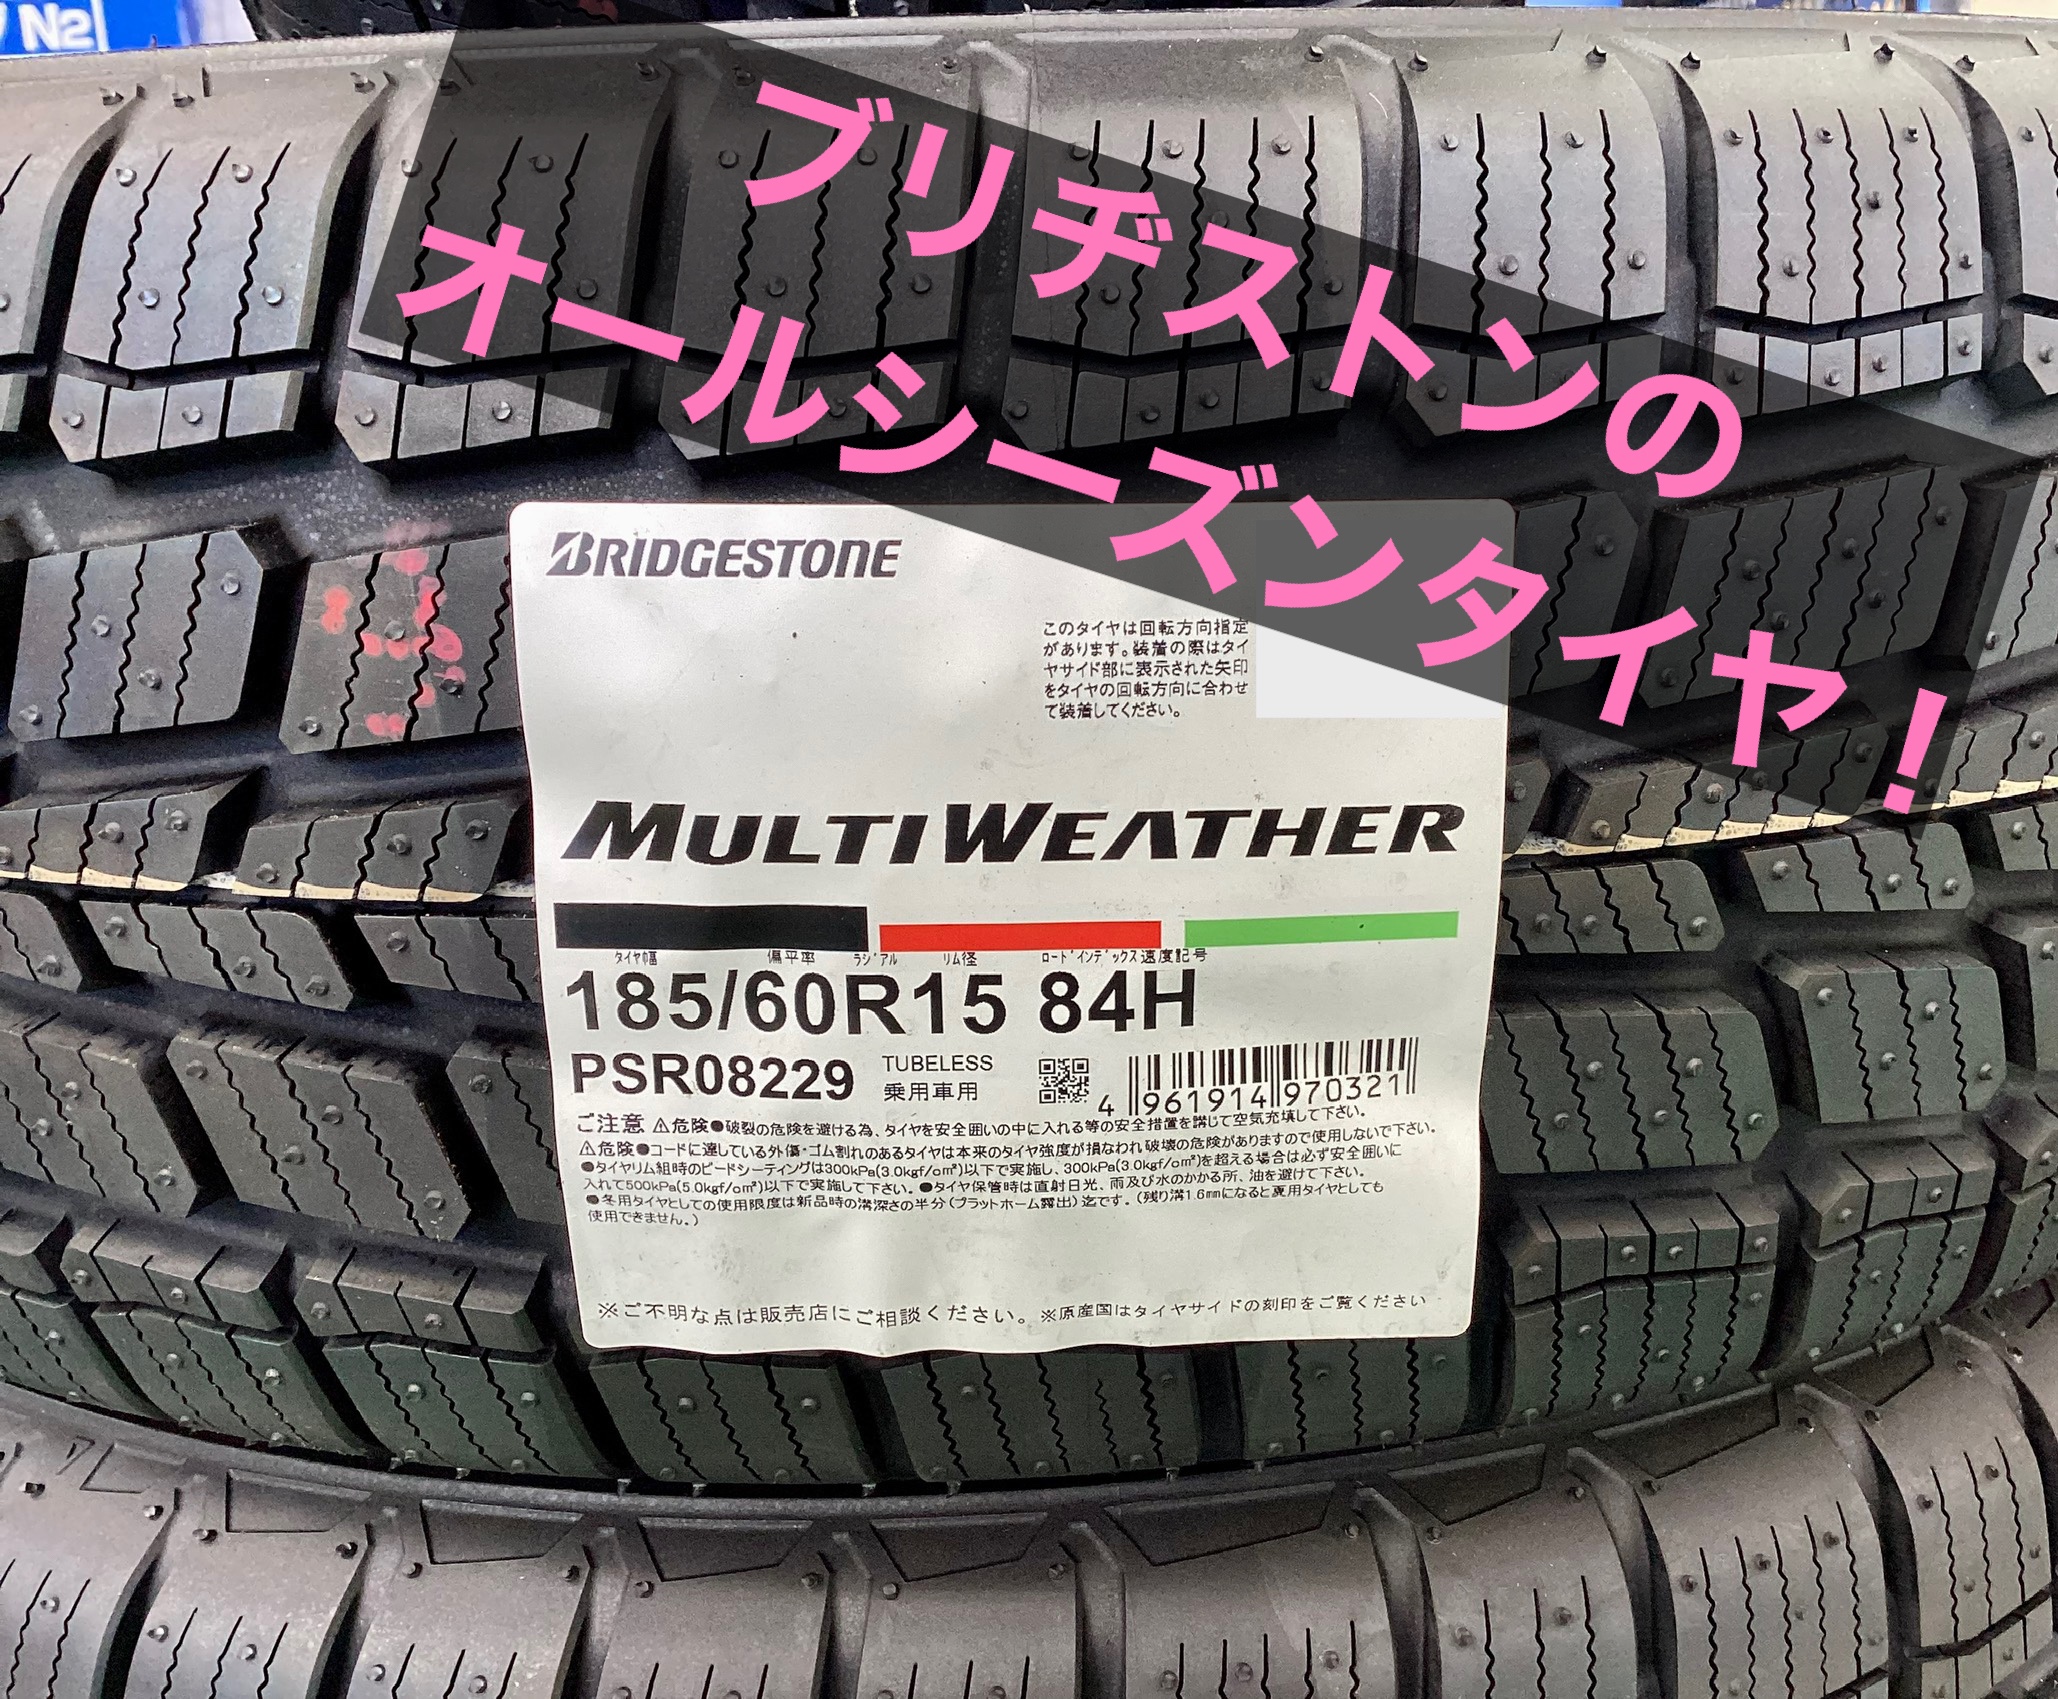 N2
ブリヂストンの
オールシーズンタイヤ！
BRIDGESTONE
このタイヤは回転方向指定
があります。装着の際はタイ
ヤサイド部に表示された矢印
をタイヤの回転方向に合わせ
て装着してください。
MULTI WEATHER
タイヤ巾 偏平率 ラジアル リム径 ロードインデックス速度記号
185/60R15 84H
PSR08229 TUBELESS
乗用車用
4 961914 970321
ご注意 ⚠危険●破裂の危険を避ける為、タイヤを安全囲いの中に入れる等の安全措置を講じて空気充填して下さい。
⚠危険●コードに達している外傷・ゴム割れのあるタイヤは本来のタイヤ強度が損なわれ破壊の危険がありますので使用しないで下さい。
●タイヤリム組時のビードシーティングは300kPa(3.0kgf/c㎡)以下で実施し、300kPa(3.0kgf/c㎡)を超える場合は必ず安全囲いに
入れて500kPa(5.0kgf/c㎡)以下で実施して下さい。●タイヤ保管時は直射日光、雨及び水のかかる所、油を避けて下さい。
●冬用タイヤとしての使用限度は新品時の溝深さの半分(プラットホーム露出)迄です。(残り溝1.6㎜になると夏用タイヤとしても
使用できません。)
※ご不明な点は販売店にご相談ください。※原産国はタイヤサイドの刻印をご覧ください